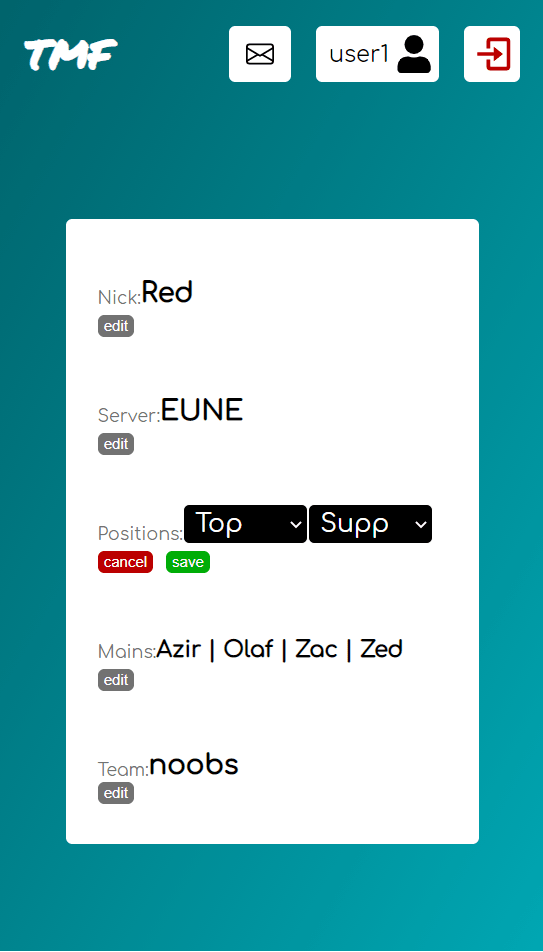 TMF user1
Nick: Red
edit
Server: EUNE
edit
Positions: Top Supp
cancel save
Mains: Azir | Olaf | Zac | Zed
edit
Team: noobs
edit